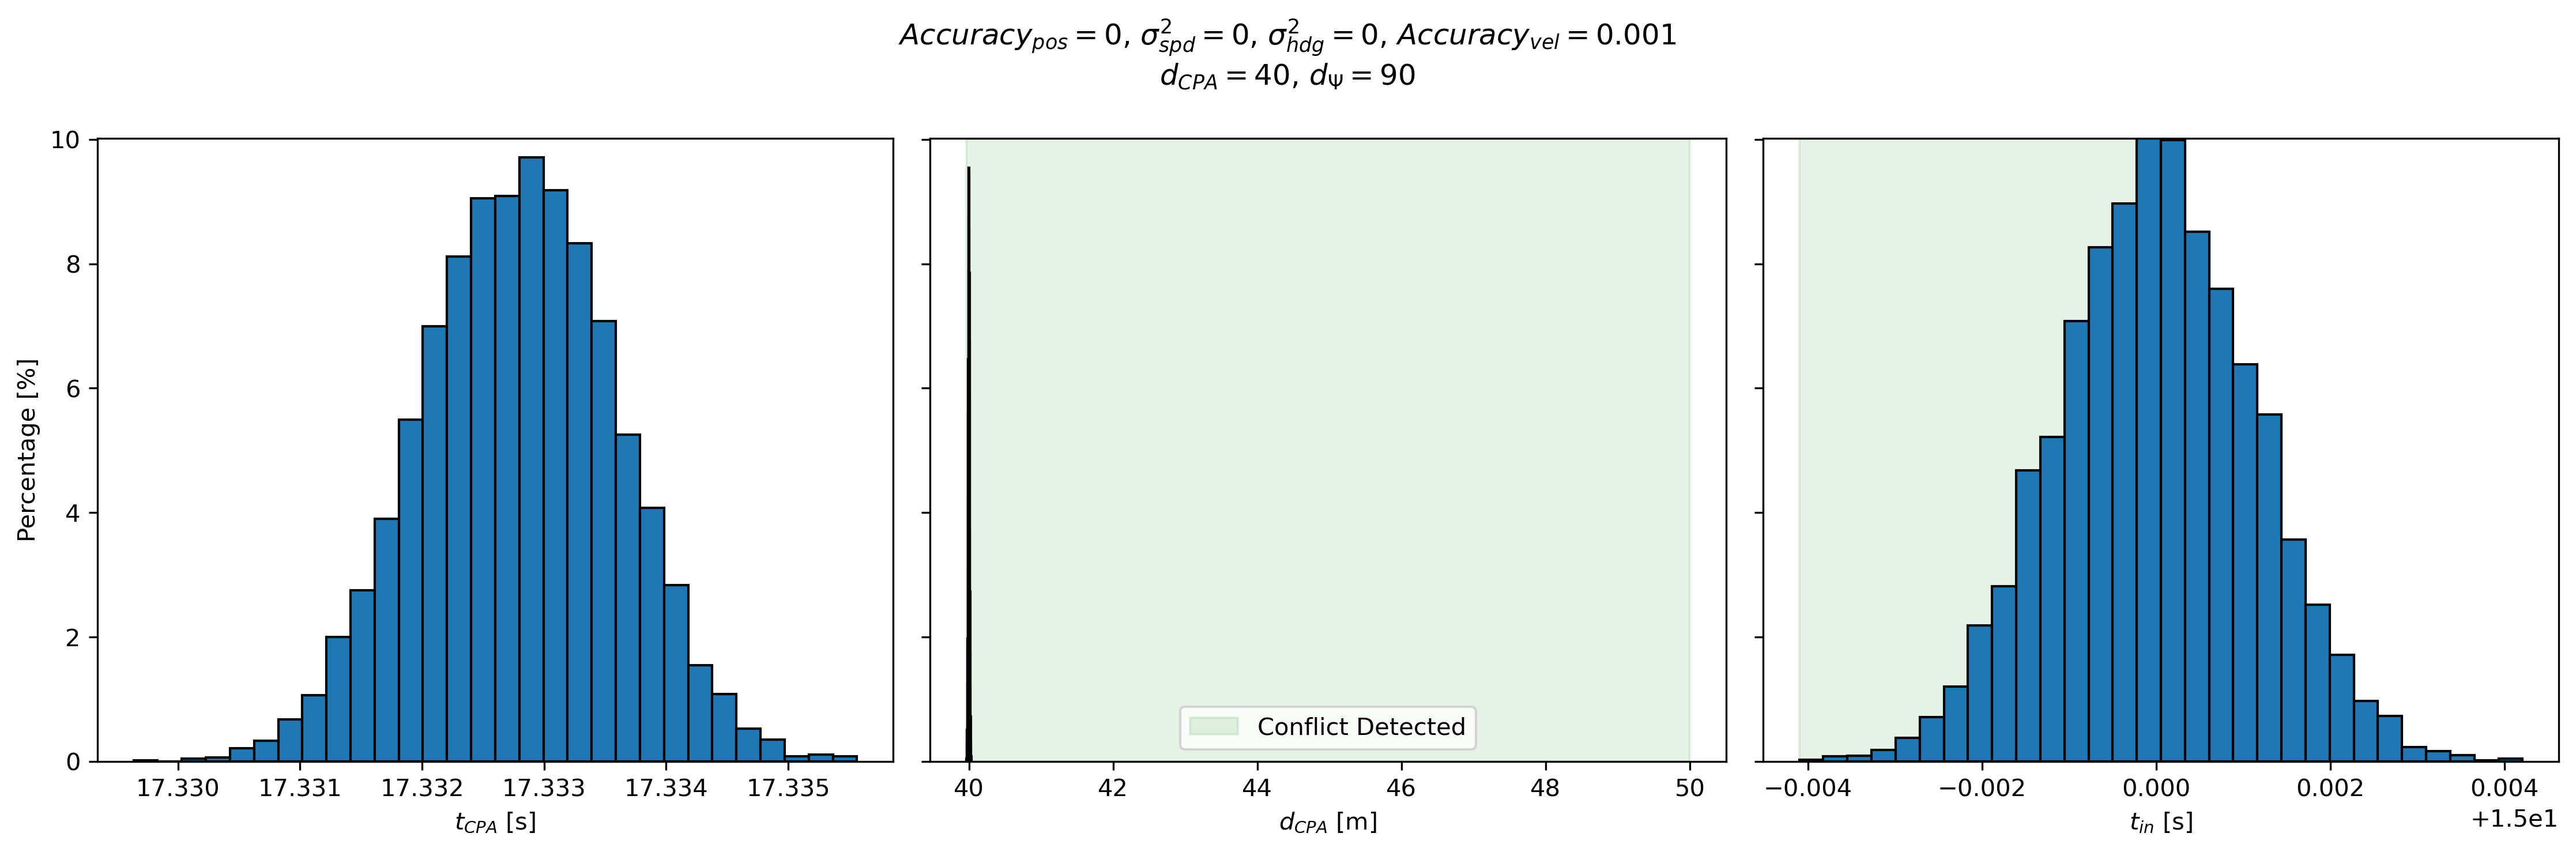 Accuracy_pos = 0, σ²_spd = 0, σ²_hdg = 0, Accuracy_vel = 0.001
d_CPA = 40, d_Ψ = 90
Percentage [%]
10
8
6
4
2
0
17.330 17.331 17.332 17.333 17.334 17.335
t_CPA [s]
Conflict Detected
40 42 44 46 48 50
d_CPA [m]
−0.004 −0.002 0.000 0.002 0.004
+1.5e1
t_in [s]